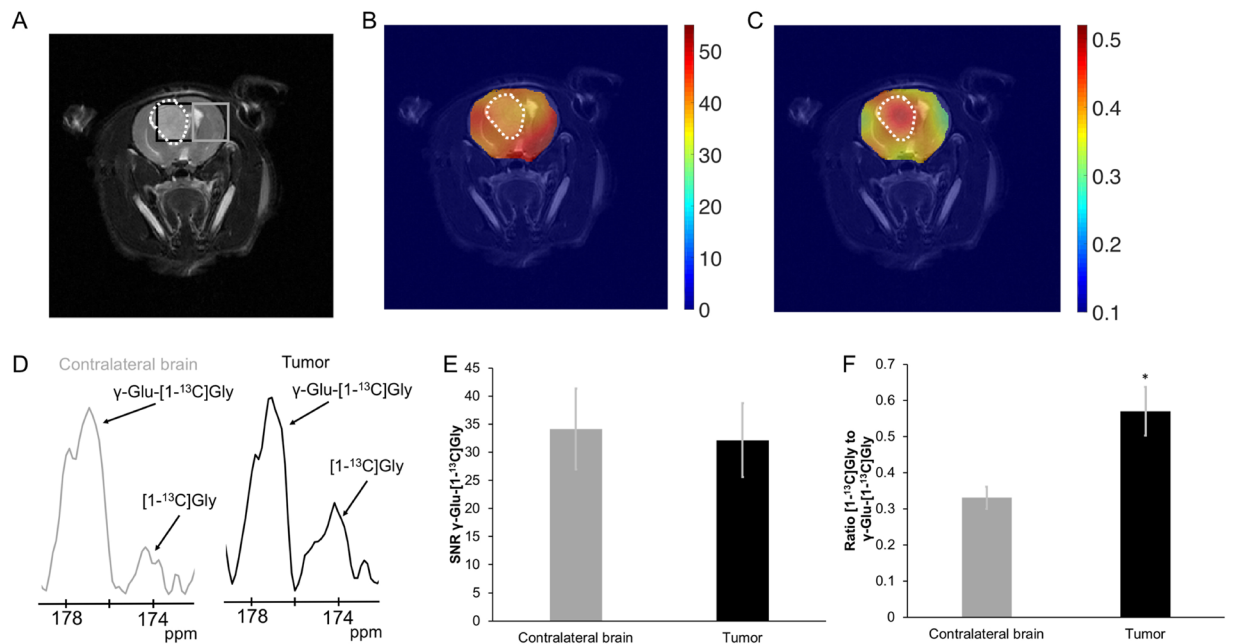 A
B
C
50
40
30
20
10
0
0.5
0.4
0.3
0.2
0.1
D
Contralateral brain
γ-Glu-[1-¹³C]Gly
[1-¹³C]Gly
178
174
ppm
Tumor
γ-Glu-[1-¹³C]Gly
[1-¹³C]Gly
178
174
ppm
E
SNR γ-Glu-[1-¹³C]Gly
45
40
35
30
25
20
15
10
5
0
Contralateral brain
Tumor
F
Ratio [1-¹³C]Gly to
γ-Glu-[1-¹³C]Gly
0.7
0.6
0.5
0.4
0.3
0.2
0.1
0
*
Contralateral brain
Tumor